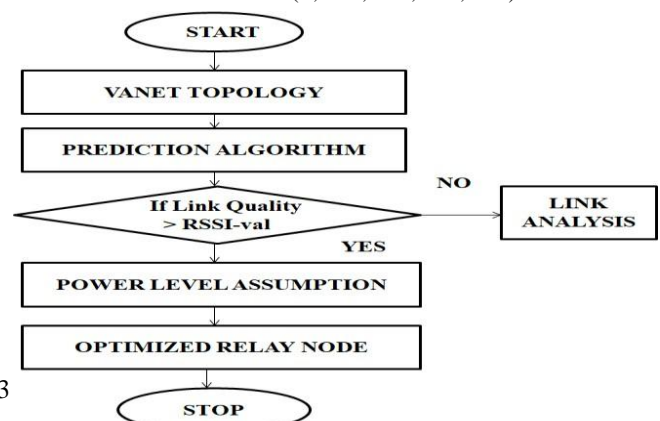 START
VANET TOPOLOGY
PREDICTION ALGORITHM
If Link Quality
> RSSI-val
NO
LINK
ANALYSIS
YES
POWER LEVEL ASSUMPTION
OPTIMIZED RELAY NODE
3
STOP